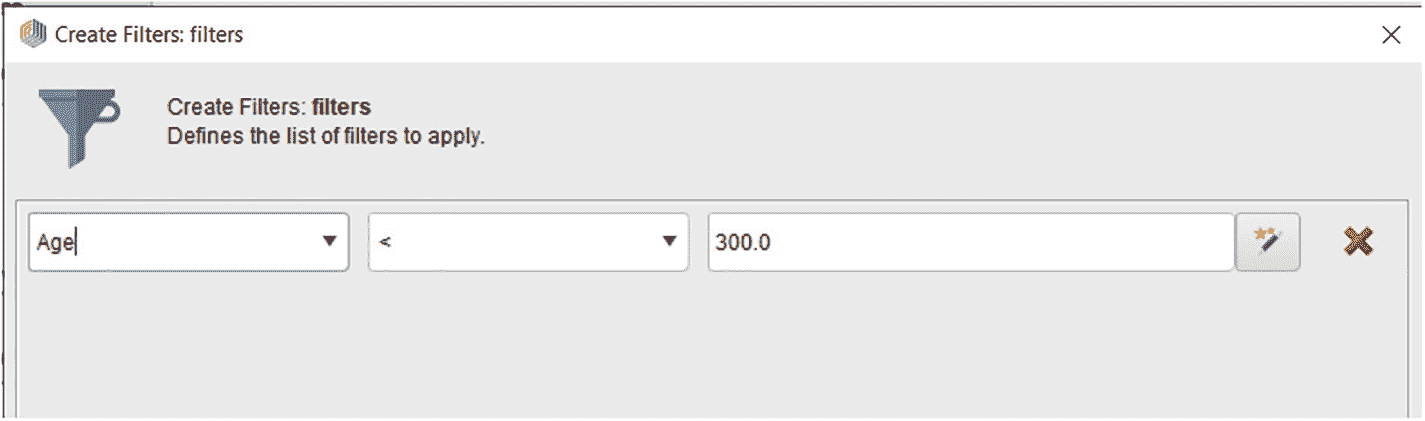 Create Filters: filters
Create Filters: filters
Defines the list of filters to apply.
Age < 300.0